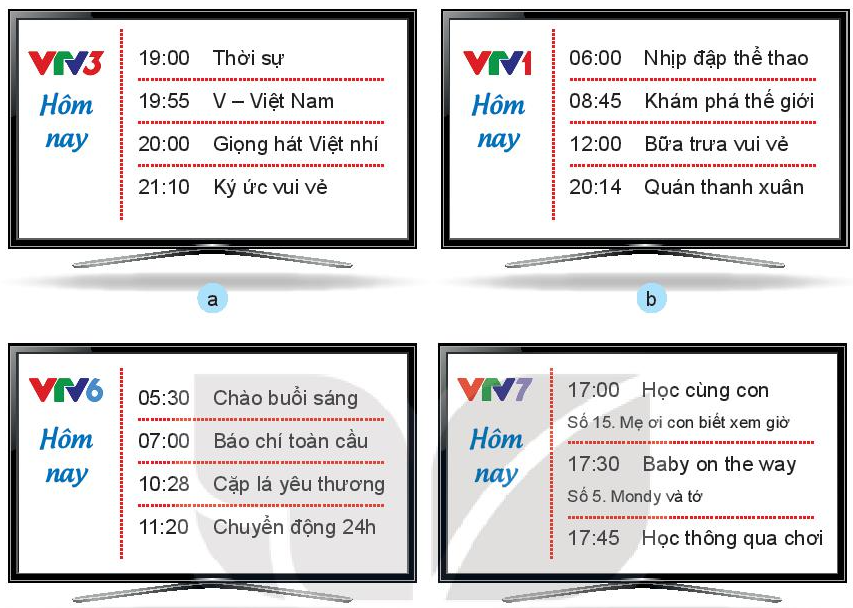 VTV3
Hôm
nay
19:00 Thời sự
19:55 V – Việt Nam
20:00 Giọng hát Việt nhí
21:10 Ký ức vui vẻ
a
VTV1
Hôm
nay
06:00 Nhịp đập thể thao
08:45 Khám phá thế giới
12:00 Bữa trưa vui vẻ
20:14 Quán thanh xuân
b
VTV6
Hôm
nay
05:30 Chào buổi sáng
07:00 Báo chí toàn cầu
10:28 Cặp lá yêu thương
11:20 Chuyển động 24h
VTV7
Hôm
nay
17:00 Học cùng con
Số 15. Mẹ ơi con biết xem giờ
17:30 Baby on the way
Số 5. Mondy và tớ
17:45 Học thông qua chơi